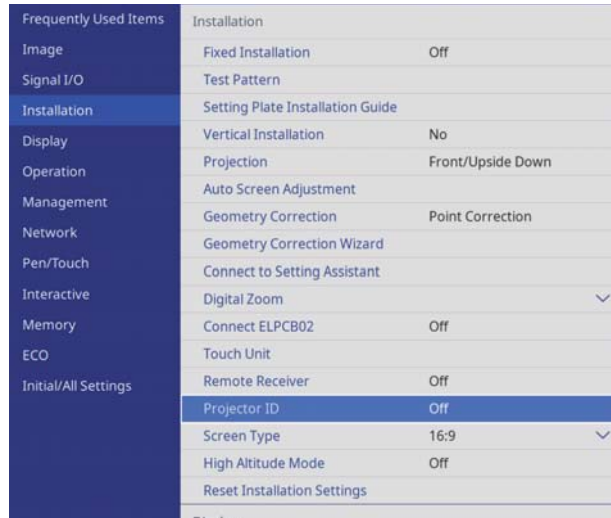 Frequently Used Items
Image
Signal I/O
Installation
Display
Operation
Management
Network
Pen/Touch
Interactive
Memory
ECO
Initial/All Settings
Installation
Fixed Installation Off
Test Pattern
Setting Plate Installation Guide
Vertical Installation No
Projection Front/Upside Down
Auto Screen Adjustment
Geometry Correction Point Correction
Geometry Correction Wizard
Connect to Setting Assistant
Digital Zoom
Connect ELPCB02 Off
Touch Unit
Remote Receiver Off
Projector ID Off
Screen Type 16:9
High Altitude Mode Off
Reset Installation Settings